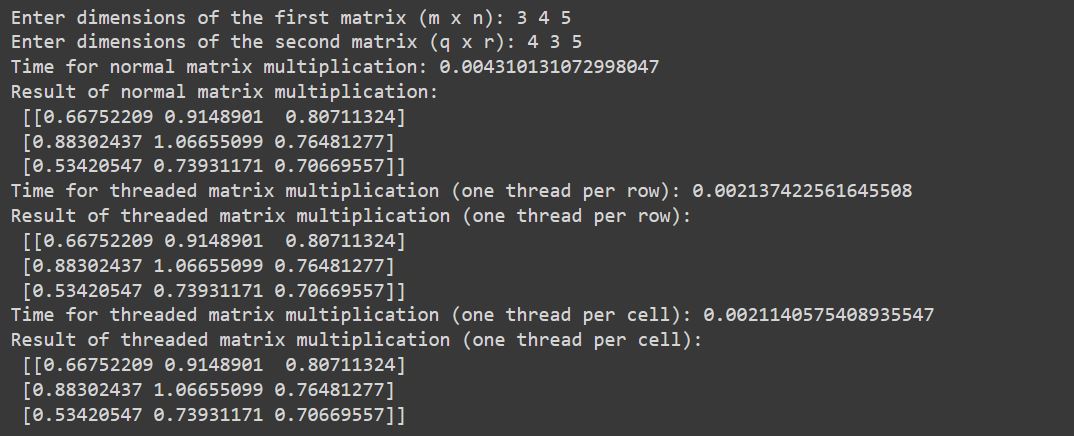 Enter dimensions of the first matrix (m x n): 3 4 5
Enter dimensions of the second matrix (q x r): 4 3 5
Time for normal matrix multiplication: 0.004310131072998047
Result of normal matrix multiplication:
 [[0.66752209 0.9148901  0.80711324]
 [0.88302437 1.06655099 0.76481277]
 [0.53420547 0.73931171 0.70669557]]
Time for threaded matrix multiplication (one thread per row): 0.002137422561645508
Result of threaded matrix multiplication (one thread per row):
 [[0.66752209 0.9148901  0.80711324]
 [0.88302437 1.06655099 0.76481277]
 [0.53420547 0.73931171 0.70669557]]
Time for threaded matrix multiplication (one thread per cell): 0.0021140575408935547
Result of threaded matrix multiplication (one thread per cell):
 [[0.66752209 0.9148901  0.80711324]
 [0.88302437 1.06655099 0.76481277]
 [0.53420547 0.73931171 0.70669557]]